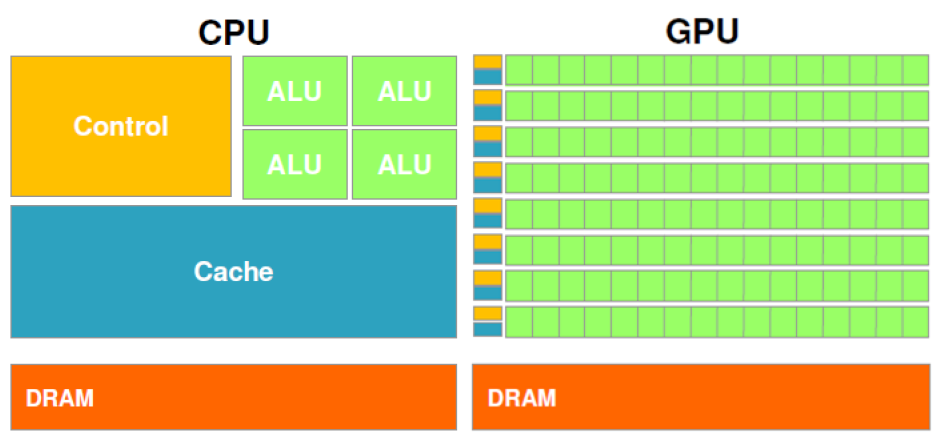 CPU
GPU
Control
ALU ALU
ALU ALU
Cache
DRAM
DRAM